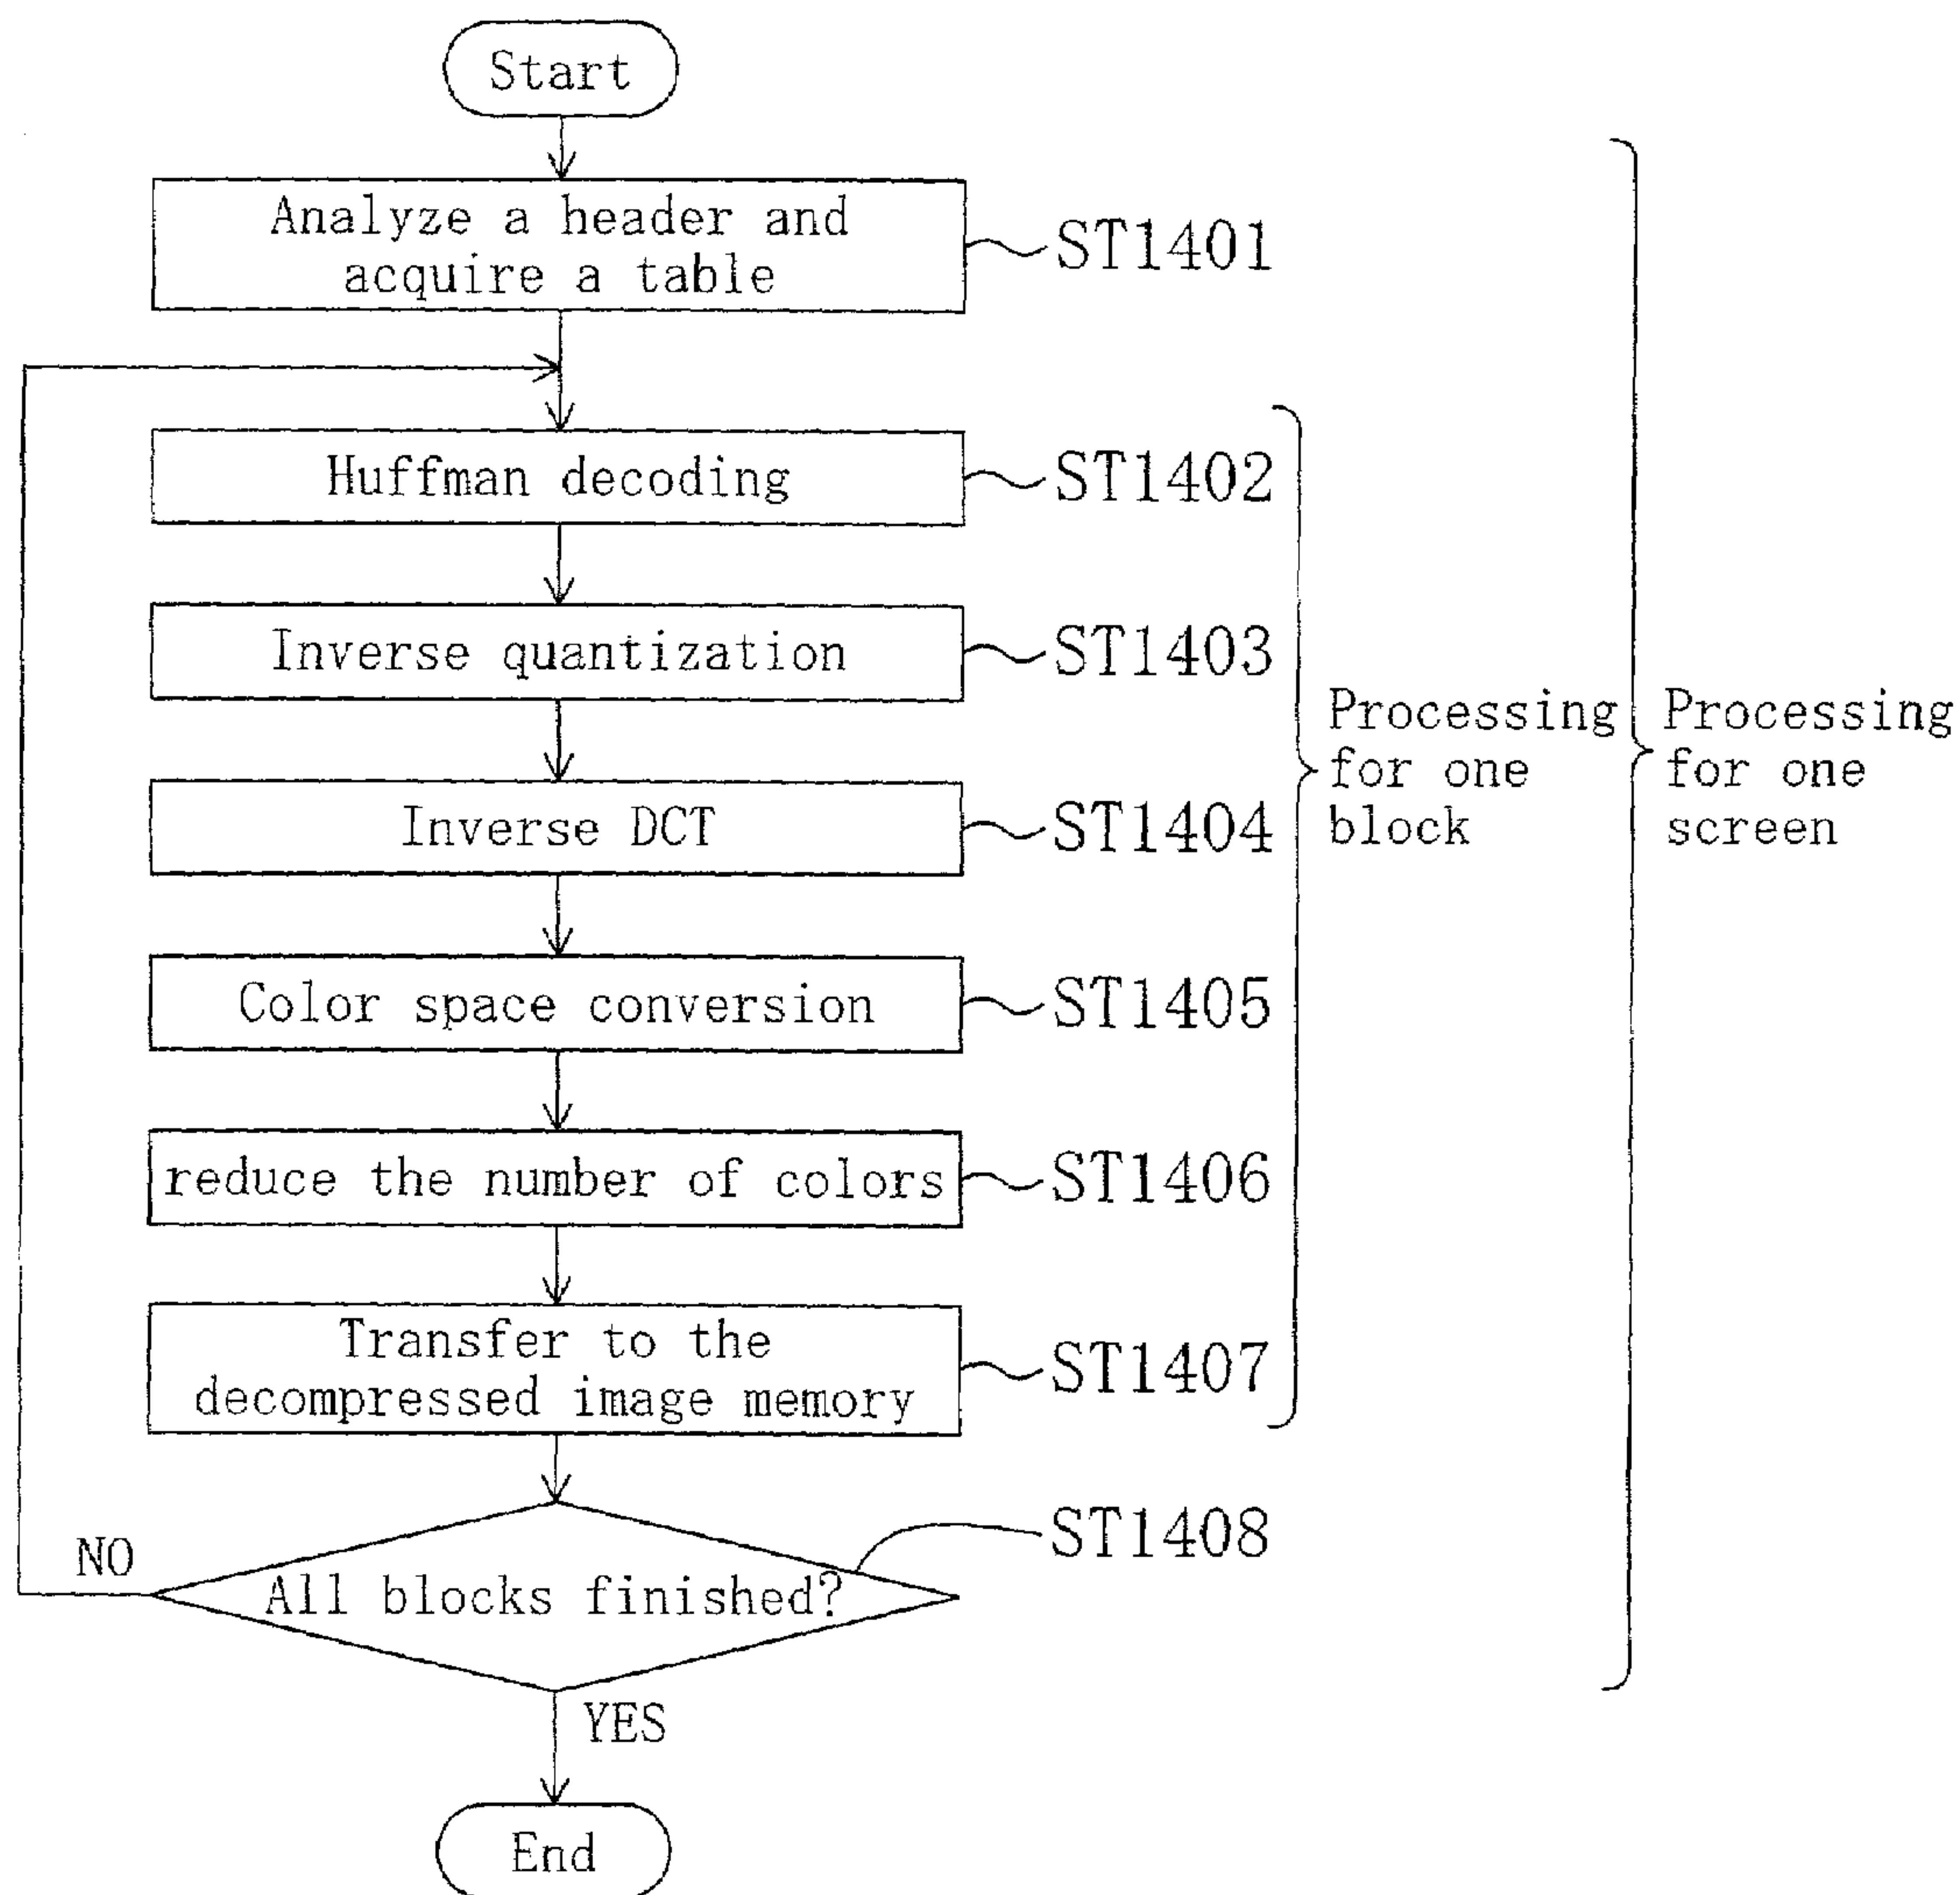 Start
Analyze a header and
acquire a table
ST1401
Huffman decoding
ST1402
Inverse quantization
ST1403
Processing
for one
block
Processing
for one
screen
Inverse DCT
ST1404
Color space conversion
ST1405
reduce the number of colors
ST1406
Transfer to the
decompressed image memory
ST1407
ST1408
NO
All blocks finished?
YES
End